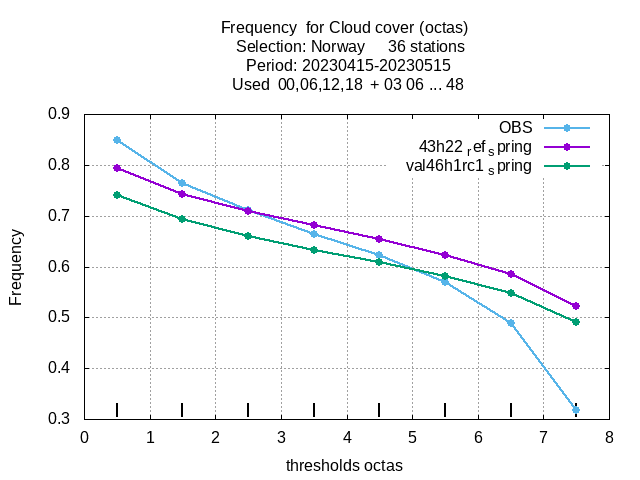 Frequency for Cloud cover (octas)
Selection: Norway 36 stations
Period: 20230415-20230515
Used 00,06,12,18 + 03 06 ... 48
OBS
43h22 ref spring
val46h1rc1 spring
Frequency
0.9
0.8
0.7
0.6
0.5
0.4
0.3
0 1 2 3 4 5 6 7 8
thresholds octas